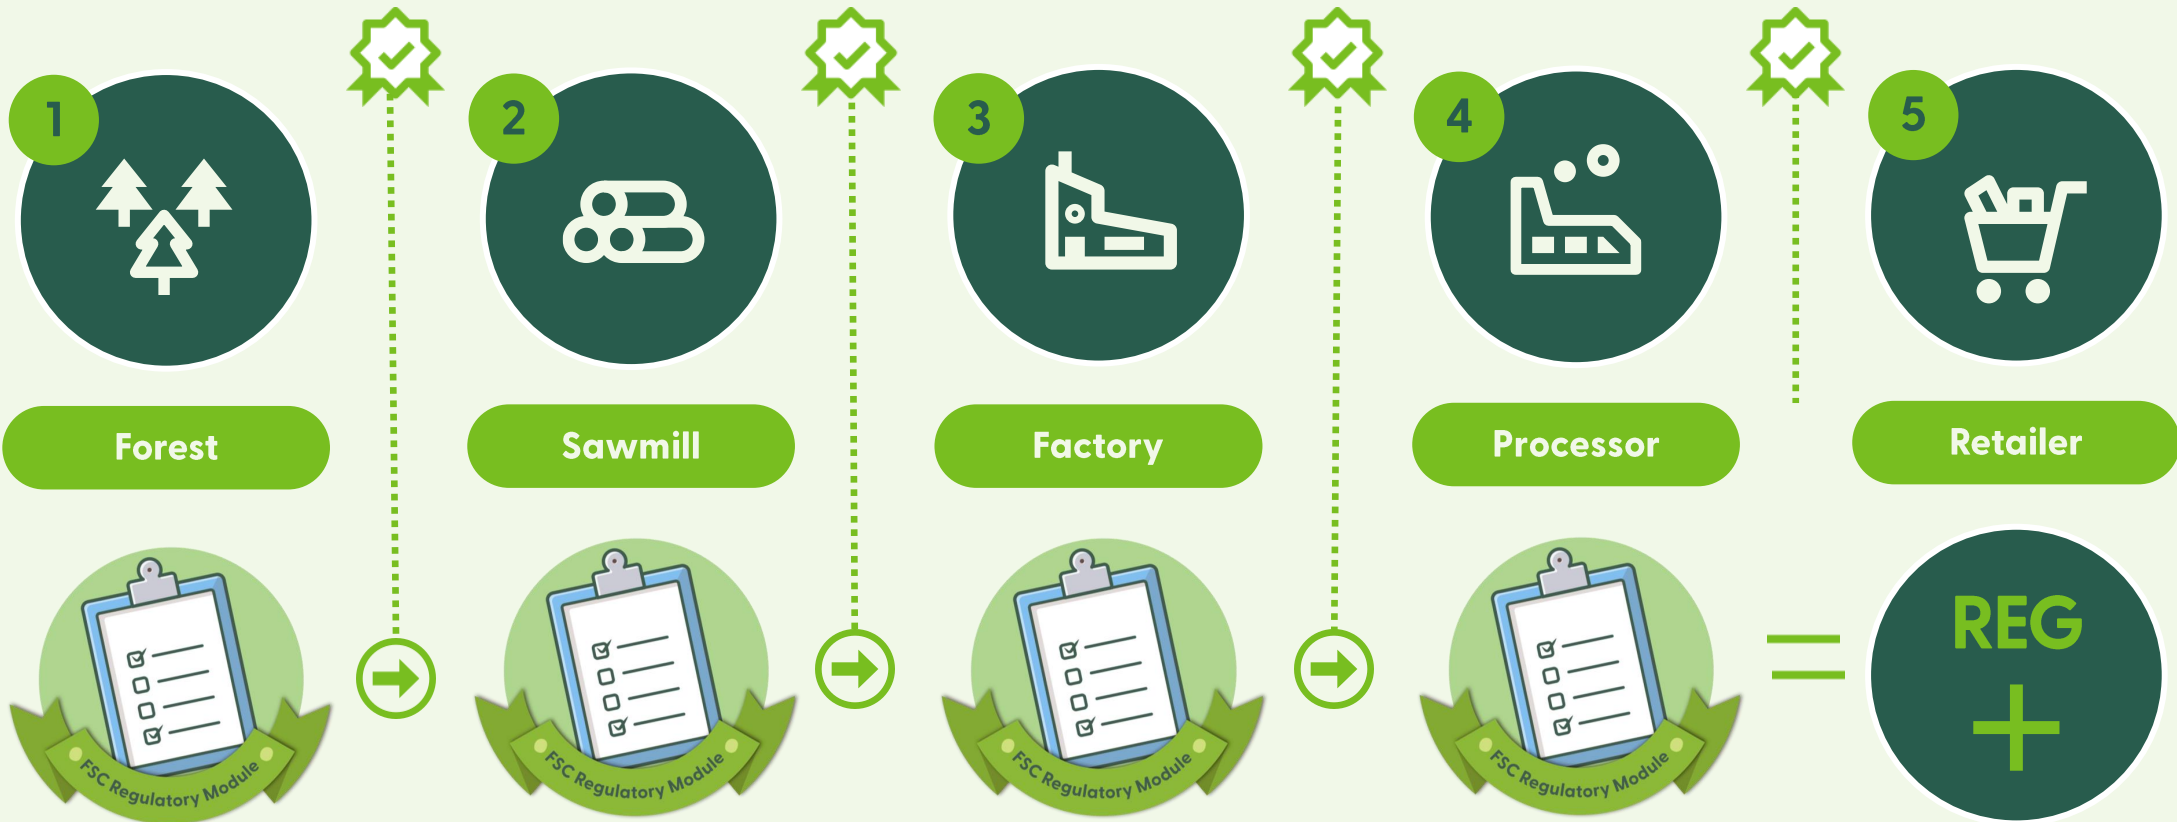 1
2
3
4
5
Forest
Sawmill
Factory
Processor
Retailer
FSC Regulatory Module
FSC Regulatory Module
FSC Regulatory Module
FSC Regulatory Module
=
REG
+